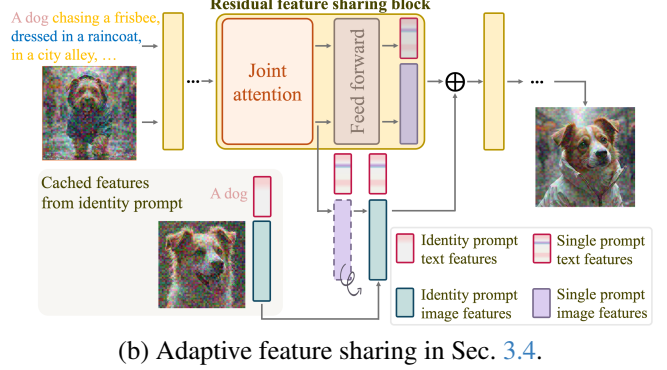 Residual feature sharing block
A dog chasing a frisbee,
dressed in a raincoat,
in a city alley, ...
...
Joint
attention
Feed forward
...
Cached features
from identity prompt
A dog
Identity prompt
text features
Single prompt
text features
Identity prompt
image features
Single prompt
image features
(b) Adaptive feature sharing in Sec. 3.4.